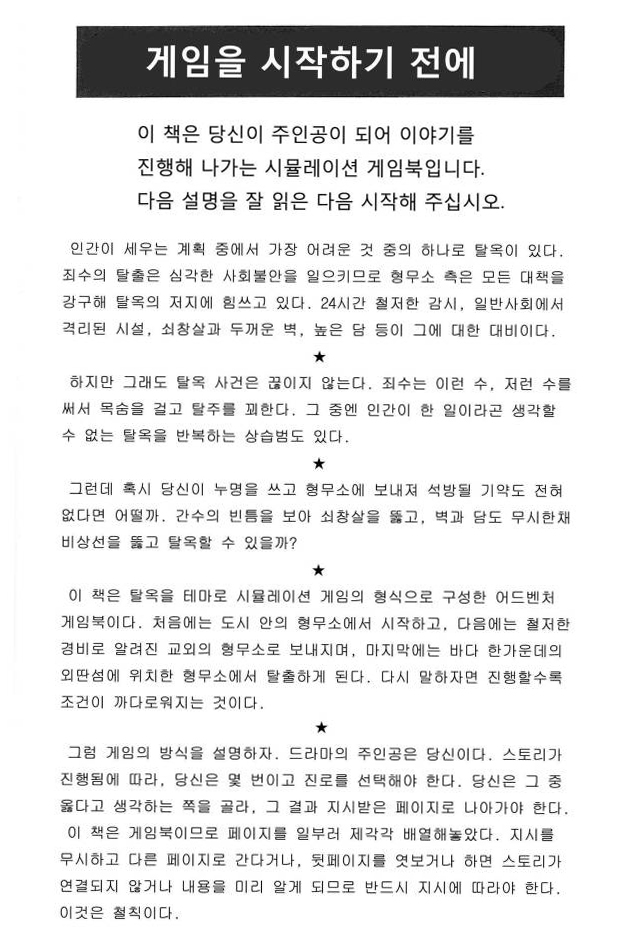 게임을 시작하기 전에
이 책은 당신이 주인공이 되어 이야기를
진행해 나가는 시뮬레이션 게임북입니다.
다음 설명을 잘 읽은 다음 시작해 주십시오.
인간이 세우는 계획 중에서 가장 어려운 것 중의 하나로 탈옥이 있다.
죄수의 탈출은 심각한 사회불안을 일으키므로 형무소 측은 모든 대책을
강구해 탈옥의 저지에 힘쓰고 있다. 24시간 철저한 감시, 일반사회에서
격리된 시설, 쇠창살과 두꺼운 벽, 높은 담 등이 그에 대한 대비이다.
★
하지만 그래도 탈옥 사건은 끊이지 않는다. 죄수는 이런 수, 저런 수를
써서 목숨을 걸고 탈주를 꾀한다. 그 중엔 인간이 한 일이라곤 생각할
수 없는 탈옥을 반복하는 상습범도 있다.
★
그런데 혹시 당신이 누명을 쓰고 형무소에 보내져 석방될 기약도 전혀
없다면 어떨까. 간수의 빈틈을 보아 쇠창살을 뚫고, 벽과 담도 무시한채
비상선을 뚫고 탈옥할 수 있을까?
★
이 책은 탈옥을 테마로 시뮬레이션 게임의 형식으로 구성한 어드벤처
게임북이다. 처음에는 도시 안의 형무소에서 시작하고, 다음에는 철저한
경비로 알려진 교외의 형무소로 보내지며, 마지막에는 바다 한가운데의
외딴섬에 위치한 형무소에서 탈출하게 된다. 다시 말하자면 진행할수록
조건이 까다로워지는 것이다.
★
그럼 게임의 방식을 설명하자. 드라마의 주인공은 당신이다. 스토리가
진행됨에 따라, 당신은 몇 번이고 진로를 선택해야 한다. 당신은 그 중
옳다고 생각하는 쪽을 골라, 그 결과 지시받은 페이지로 나아가야 한다.
이 책은 게임북이므로 페이지를 일부러 제각각 배열해놓았다. 지시를
무시하고 다른 페이지로 간다거나, 뒷페이지를 엿보거나 하면 스토리가
연결되지 않거나 내용을 미리 알게 되므로 반드시 지시에 따라야 한다.
이것은 철칙이다.